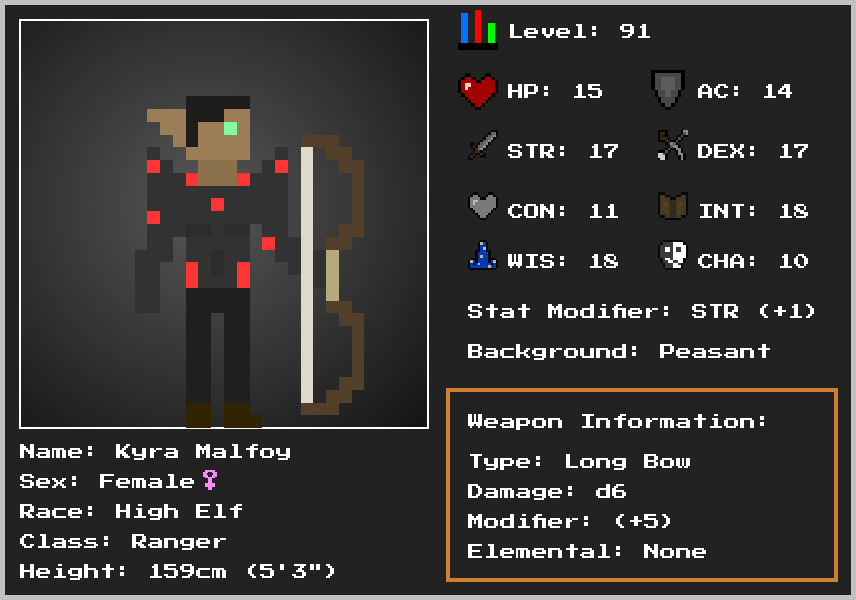 Level: 91
HP: 15
AC: 14
STR: 17
DEX: 17
CON: 11
INT: 18
WIS: 18
CHA: 10
Stat Modifier: STR (+1)
Background: Peasant
Weapon Information:
Type: Long Bow
Damage: d6
Modifier: (+5)
Elemental: None
Name: Kyra Malfoy
Sex: Female♀
Race: High Elf
Class: Ranger
Height: 159cm (5'3")